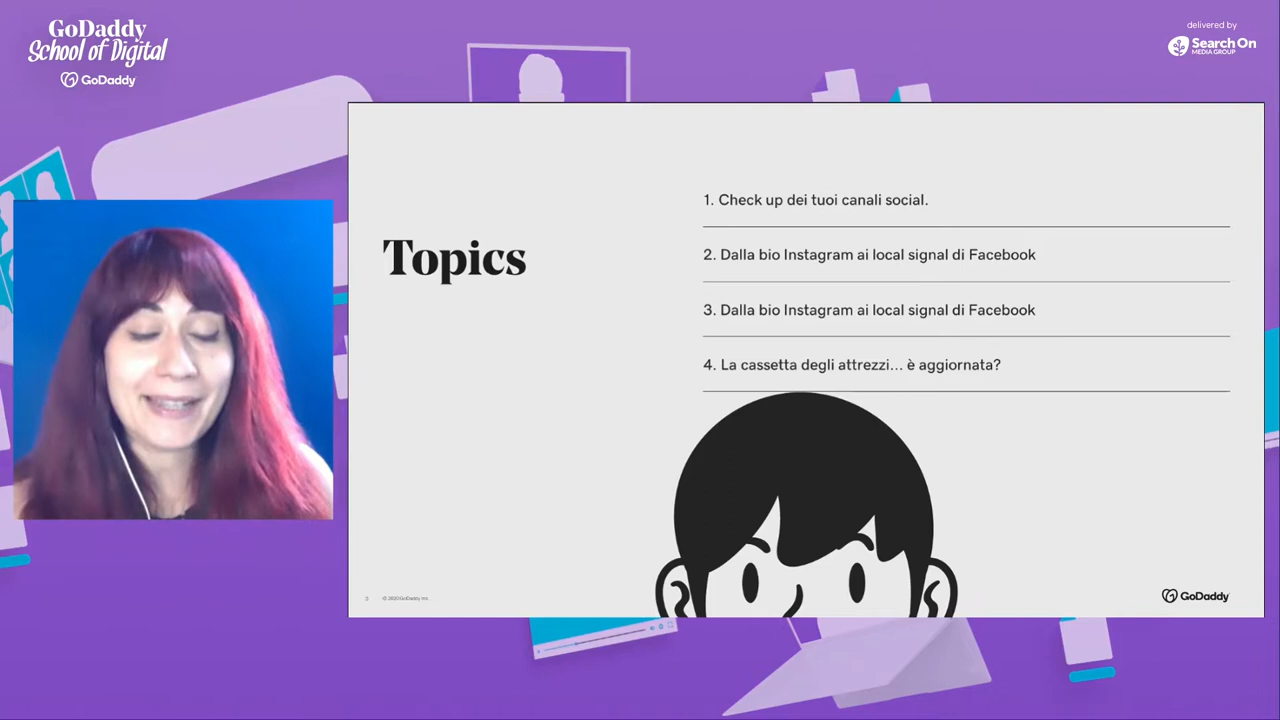 GoDaddy
School of Digital
GoDaddy
delivered by
Search On
MEDIA GROUP
Topics
1. Check up dei tuoi canali social.
2. Dalla bio Instagram ai local signal di Facebook
3. Dalla bio Instagram ai local signal di Facebook
4. La cassetta degli attrezzi... è aggiornata?
GoDaddy